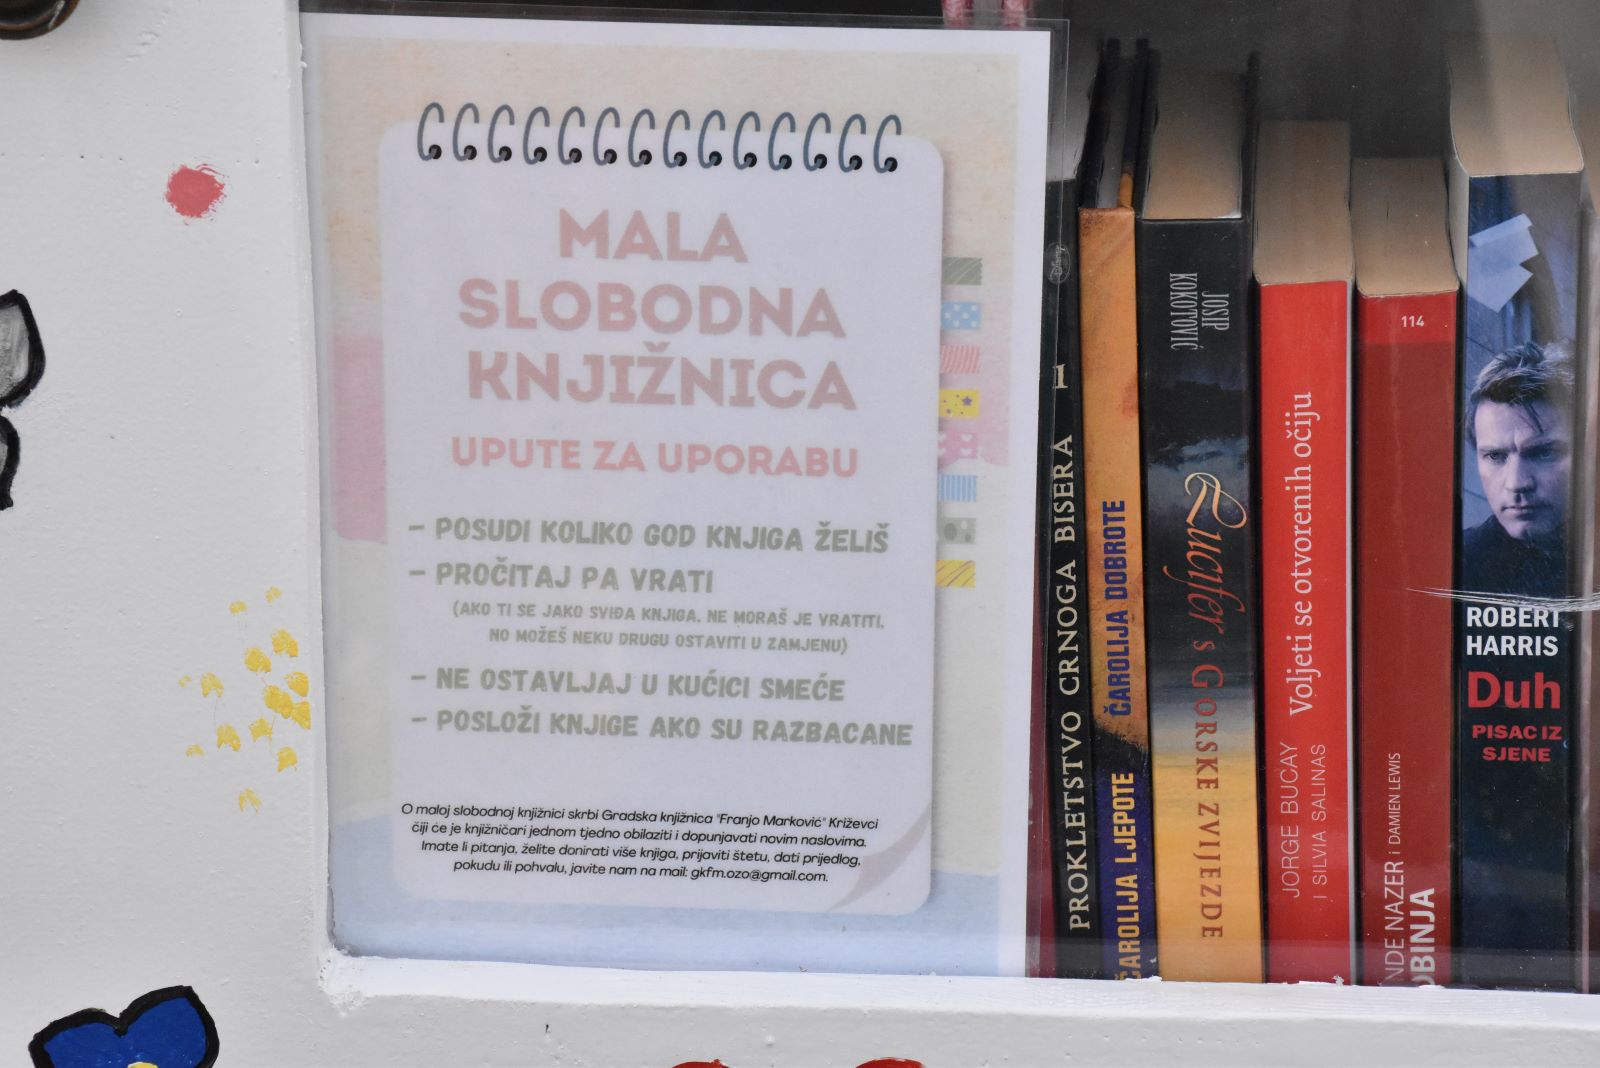 MALA
SLOBODNA
KNJIŽNICA
UPUTE ZA UPORABU
- POSUDI KOLIKO GOD KNJIGA ŽELIŠ
- PROČITAJ PA VRATI
(AKO TI SE JAKO SVIĐA KNJIGA, NE MORAŠ JE VRATITI,
NO MOŽEŠ NEKU DRUGU OSTAVITI U ZAMJENU)
- NE OSTAVLJAJ U KUĆICI SMEĆE
- POSLOŽI KNJIGE AKO SU RAZBACANE
O maloj slobodnoj knjižnici skrbi Gradska knjižnica "Franjo Marković" Križevci
čiji će je knjižničari jednom tjedno obilaziti i dopunjavati novim naslovima.
Imate li pitanja, želite donirati više knjiga, prijaviti štetu, dati prijedlog,
pokudu ili pohvalu, javite nam na mail: gkfm.ozo@gmail.com.
Disney
PROKLETSTVO CRNOGA BISERA I
ČAROLIJA LJEPOTE ČAROLIJA DOBROTE
JOSIP
KOKOTOVIĆ
Lucifer s GORSKE ZVIJEZDE
JORGE BUCAY
I SILVIA SALINAS
Voljeti se otvorenih očiju
114
NDE NAZER i DAMIEN LEWIS
OBINJA
ROBERT
HARRIS
Duh
PISAC IZ
SJENE